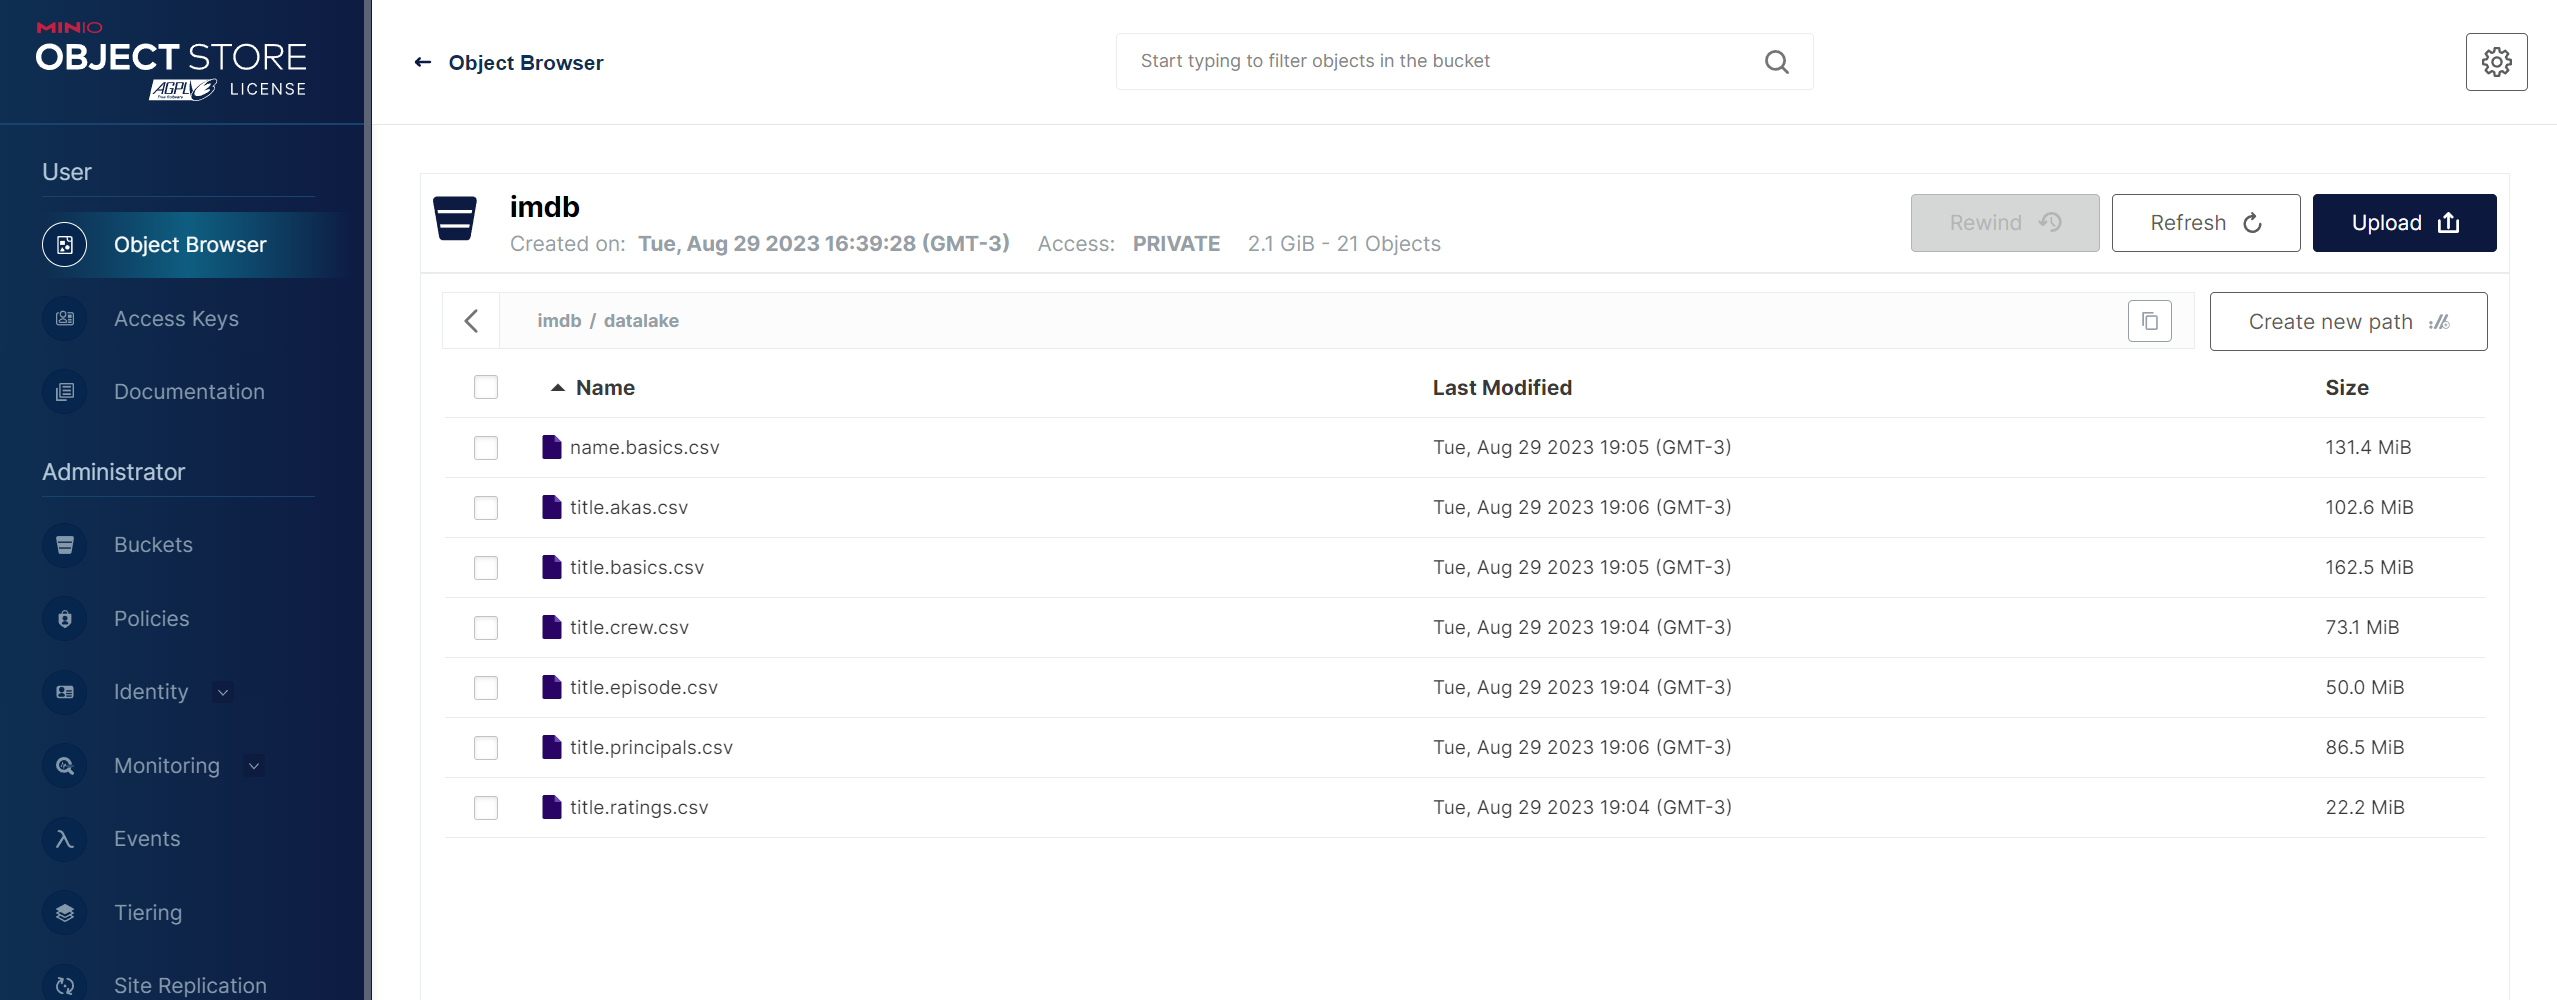 MINIO
OBJECT STORE
AGPL v3 LICENSE
Free Software
User
Object Browser
Access Keys
Documentation
Administrator
Buckets
Policies
Identity
Monitoring
Events
Tiering
Site Replication
Object Browser
Start typing to filter objects in the bucket
imdb
Created on: Tue, Aug 29 2023 16:39:28 (GMT-3) Access: PRIVATE 2.1 GiB - 21 Objects
Rewind Refresh Upload
imdb / datalake
Create new path
Name Last Modified Size
name.basics.csv Tue, Aug 29 2023 19:05 (GMT-3) 131.4 MiB
title.akas.csv Tue, Aug 29 2023 19:06 (GMT-3) 102.6 MiB
title.basics.csv Tue, Aug 29 2023 19:05 (GMT-3) 162.5 MiB
title.crew.csv Tue, Aug 29 2023 19:04 (GMT-3) 73.1 MiB
title.episode.csv Tue, Aug 29 2023 19:04 (GMT-3) 50.0 MiB
title.principals.csv Tue, Aug 29 2023 19:06 (GMT-3) 86.5 MiB
title.ratings.csv Tue, Aug 29 2023 19:04 (GMT-3) 22.2 MiB